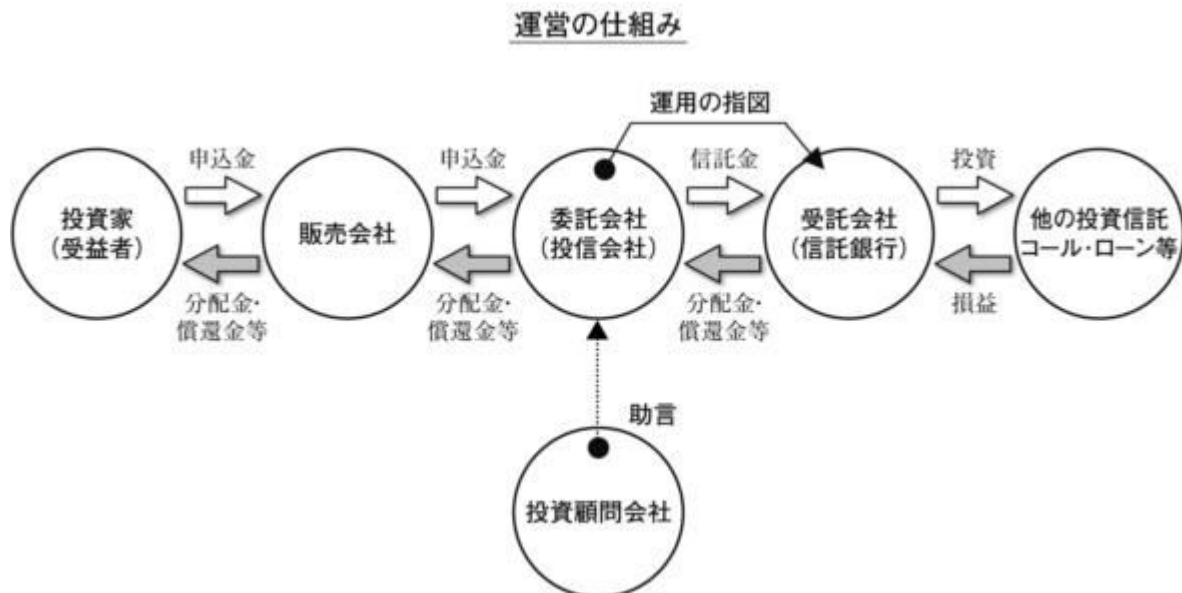 運営の仕組み
運用の指図
申込金
申込金
信託金
投資
投資家
(受益者)
販売会社
委託会社
(投信会社)
受託会社
(信託銀行)
他の投資信託
コール・ローン等
分配金・
償還金等
分配金・
償還金等
分配金・
償還金等
損益
助言
投資顧問会社